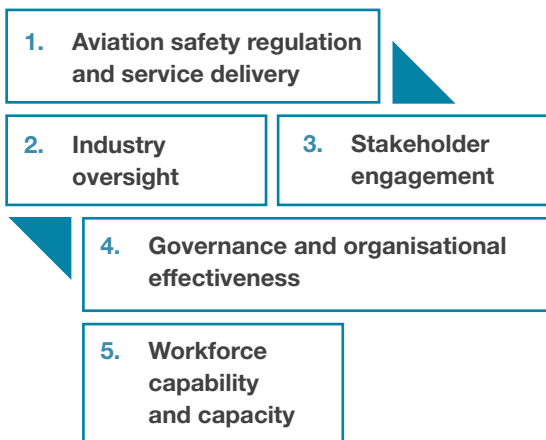 1. Aviation safety regulation
and service delivery
2. Industry
oversight
3. Stakeholder
engagement
4. Governance and organisational
effectiveness
5. Workforce
capability
and capacity